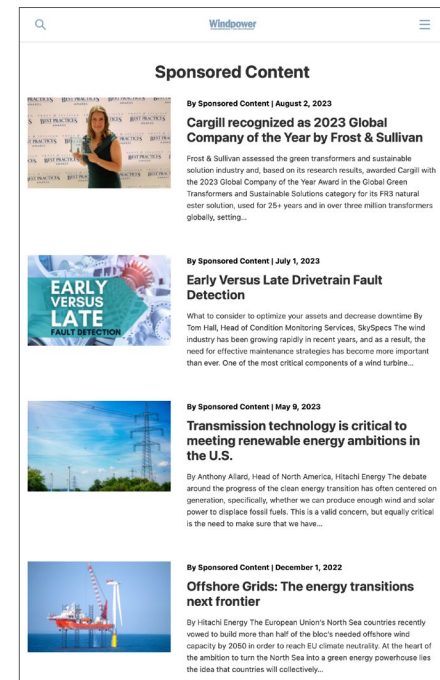 Windpower
Sponsored Content
By Sponsored Content | August 2, 2023
Cargill recognized as 2023 Global
Company of the Year by Frost & Sullivan
Frost & Sullivan assessed the green transformers and sustainable
solution industry and, based on its research results, awarded Cargill with
the 2023 Global Company of the Year Award in the Global Green
Transformers and Sustainable Solutions category for its FR3 natural
ester solution, used for 25+ years and in over three million transformers
globally, setting...
BEST PRACTICES
EARLY
VERSUS
LATE
FAULT DETECTION
By Sponsored Content | July 1, 2023
Early Versus Late Drivetrain Fault
Detection
What to consider to optimize your assets and decrease downtime By
Tom Hall, Head of Condition Monitoring Services, SkySpecs The wind
industry has been growing rapidly in recent years, and as a result, the
need for effective maintenance strategies has become more important
than ever. One of the most critical components of a wind turbine...
By Sponsored Content | May 9, 2023
Transmission technology is critical to
meeting renewable energy ambitions in
the U.S.
By Anthony Allard, Head of North America, Hitachi Energy The debate
around the progress of the clean energy transition has often centered on
generation, specifically, whether we can produce enough wind and solar
power to displace fossil fuels. This is a valid concern, but equally critical
is the need to make sure that we have...
By Sponsored Content | December 1, 2022
Offshore Grids: The energy transitions
next frontier
By Hitachi Energy The European Union's North Sea countries recently
vowed to build more than half of the bloc's needed offshore wind
capacity by 2050 in order to reach EU climate neutrality. At the heart of
the ambition to turn the North Sea into a green energy powerhouse lies
the idea that countries will collectively...